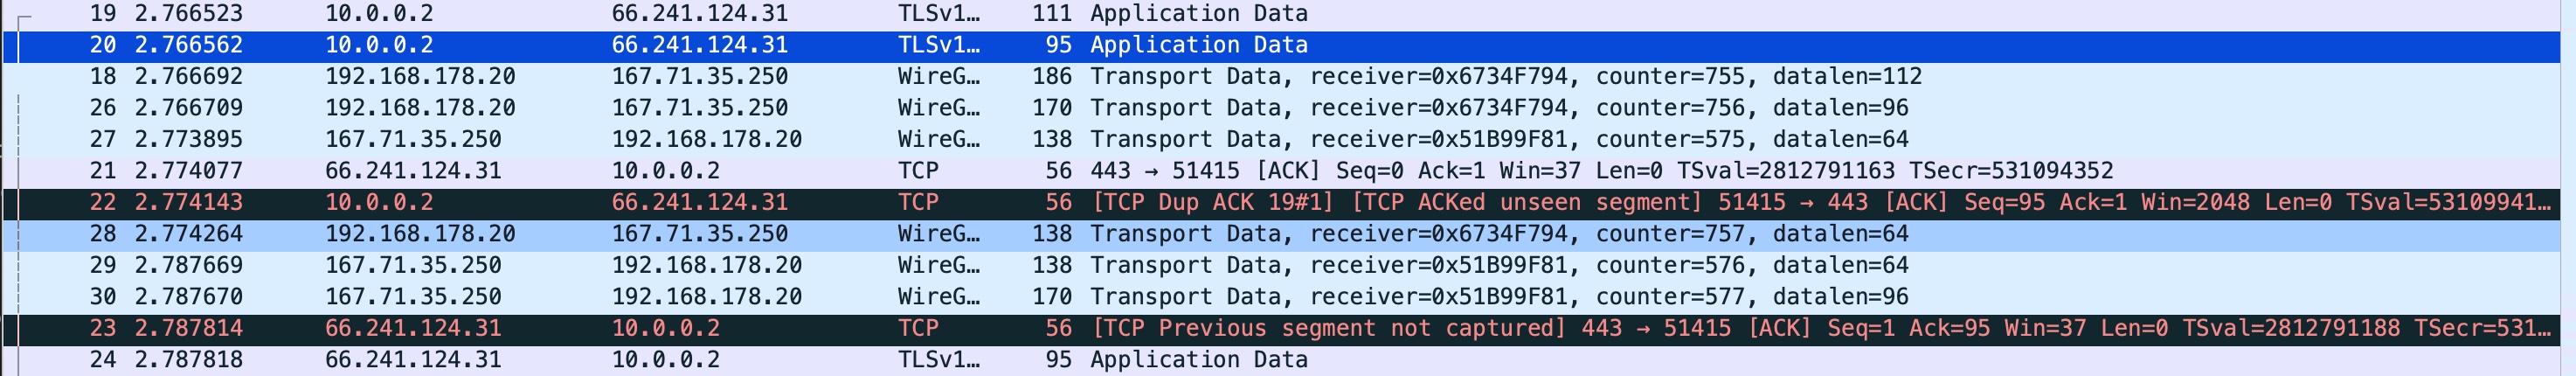 19 2.766523 10.0.0.2 66.241.124.31 TLSv1… 111 Application Data
20 2.766562 10.0.0.2 66.241.124.31 TLSv1… 95 Application Data
18 2.766692 192.168.178.20 167.71.35.250 WireG… 186 Transport Data, receiver=0x6734F794, counter=755, datalen=112
26 2.766709 192.168.178.20 167.71.35.250 WireG… 170 Transport Data, receiver=0x6734F794, counter=756, datalen=96
27 2.773895 167.71.35.250 192.168.178.20 WireG… 138 Transport Data, receiver=0x51B99F81, counter=575, datalen=64
21 2.774077 66.241.124.31 10.0.0.2 TCP 56 443 → 51415 [ACK] Seq=0 Ack=1 Win=37 Len=0 TSval=2812791163 TSecr=531094352
22 2.774143 10.0.0.2 66.241.124.31 TCP 56 [TCP Dup ACK 19#1] [TCP ACKed unseen segment] 51415 → 443 [ACK] Seq=95 Ack=1 Win=2048 Len=0 TSval=53109941…
28 2.774264 192.168.178.20 167.71.35.250 WireG… 138 Transport Data, receiver=0x6734F794, counter=757, datalen=64
29 2.787669 167.71.35.250 192.168.178.20 WireG… 138 Transport Data, receiver=0x51B99F81, counter=576, datalen=64
30 2.787670 167.71.35.250 192.168.178.20 WireG… 170 Transport Data, receiver=0x51B99F81, counter=577, datalen=96
23 2.787814 66.241.124.31 10.0.0.2 TCP 56 [TCP Previous segment not captured] 443 → 51415 [ACK] Seq=1 Ack=95 Win=37 Len=0 TSval=2812791188 TSecr=531…
24 2.787818 66.241.124.31 10.0.0.2 TLSv1… 95 Application Data